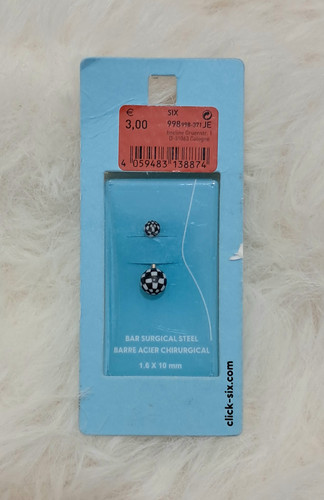 € SIX
3,00 998 JE
4 059483 138874
BAR SURGICAL STEEL
BARRE ACIER CHIRURGICAL
1.6 X 10 mm
click-six.com